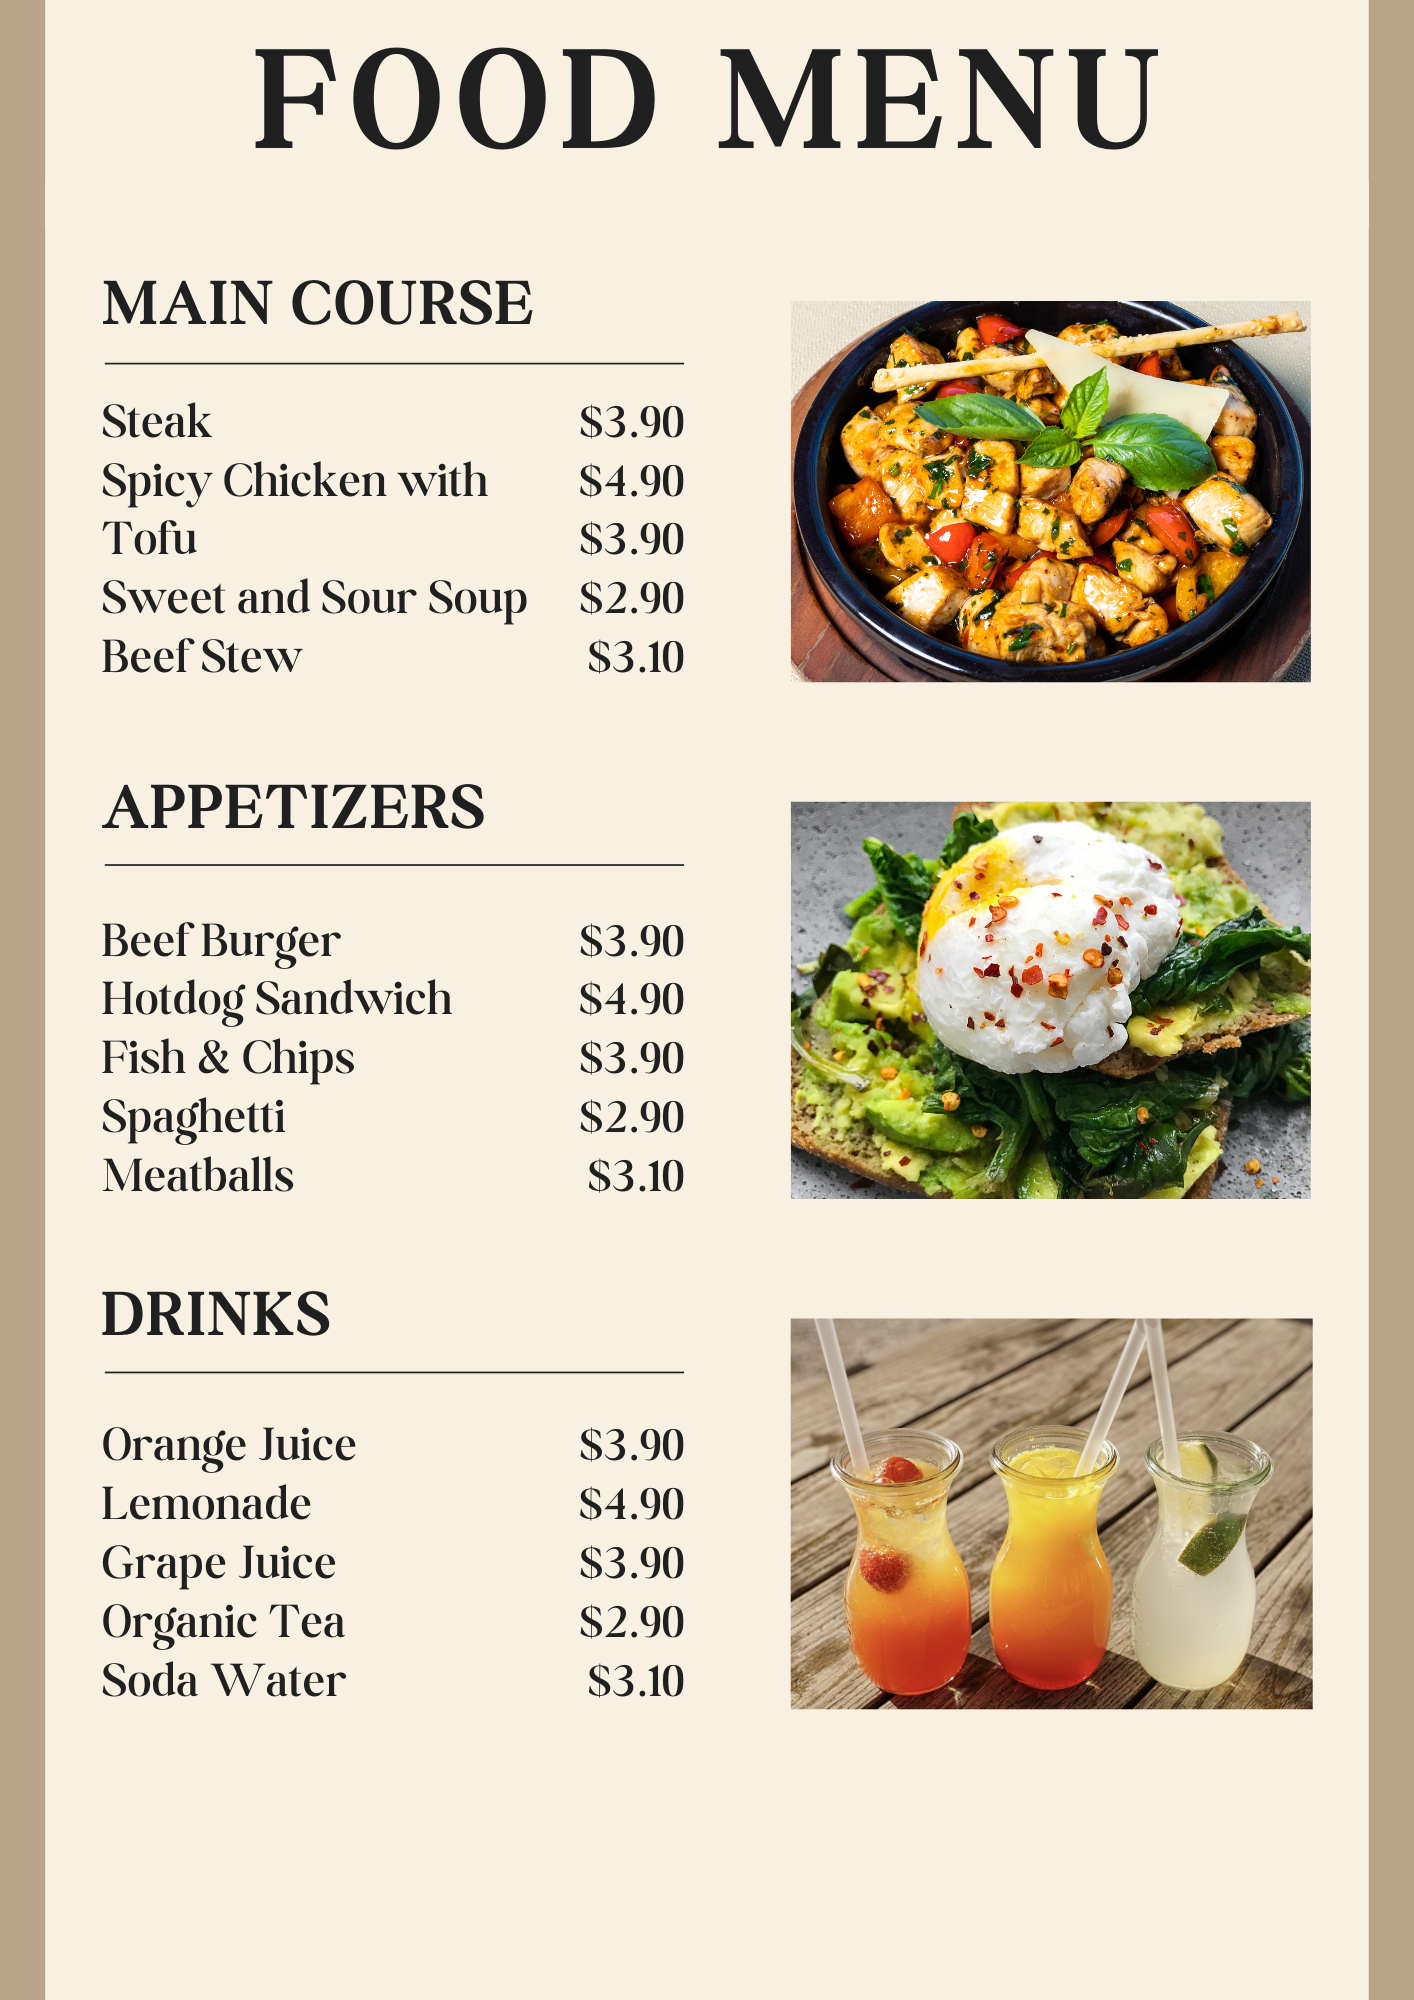 FOOD MENU
MAIN COURSE
Steak $3.90
Spicy Chicken with $4.90
Tofu $3.90
Sweet and Sour Soup $2.90
Beef Stew $3.10
APPETIZERS
Beef Burger $3.90
Hotdog Sandwich $4.90
Fish & Chips $3.90
Spaghetti $2.90
Meatballs $3.10
DRINKS
Orange Juice $3.90
Lemonade $4.90
Grape Juice $3.90
Organic Tea $2.90
Soda Water $3.10